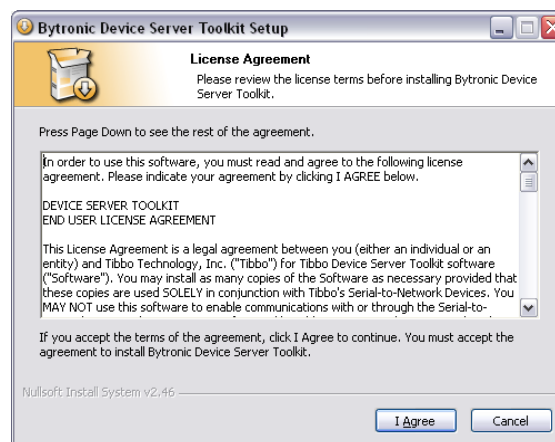 Bytronic Device Server Toolkit Setup
License Agreement
Please review the license terms before installing Bytronic Device
Server Toolkit.
Press Page Down to see the rest of the agreement.
In order to use this software, you must read and agree to the following license
agreement. Please indicate your agreement by clicking I AGREE below.
DEVICE SERVER TOOLKIT
END USER LICENSE AGREEMENT
This License Agreement is a legal agreement between you (either an individual or an
entity) and Tibbo Technology, Inc. ("Tibbo") for Tibbo Device Server Toolkit software
("Software"). You may install as many copies of the Software as necessary provided that
these copies are used SOLELY in conjunction with Tibbo's Serial-to-Network Devices. You
MAY NOT use this software to enable communications with or through the Serial-to-
If you accept the terms of the agreement, click I Agree to continue. You must accept the
agreement to install Bytronic Device Server Toolkit.
Nullsoft Install System v2.46
I Agree
Cancel